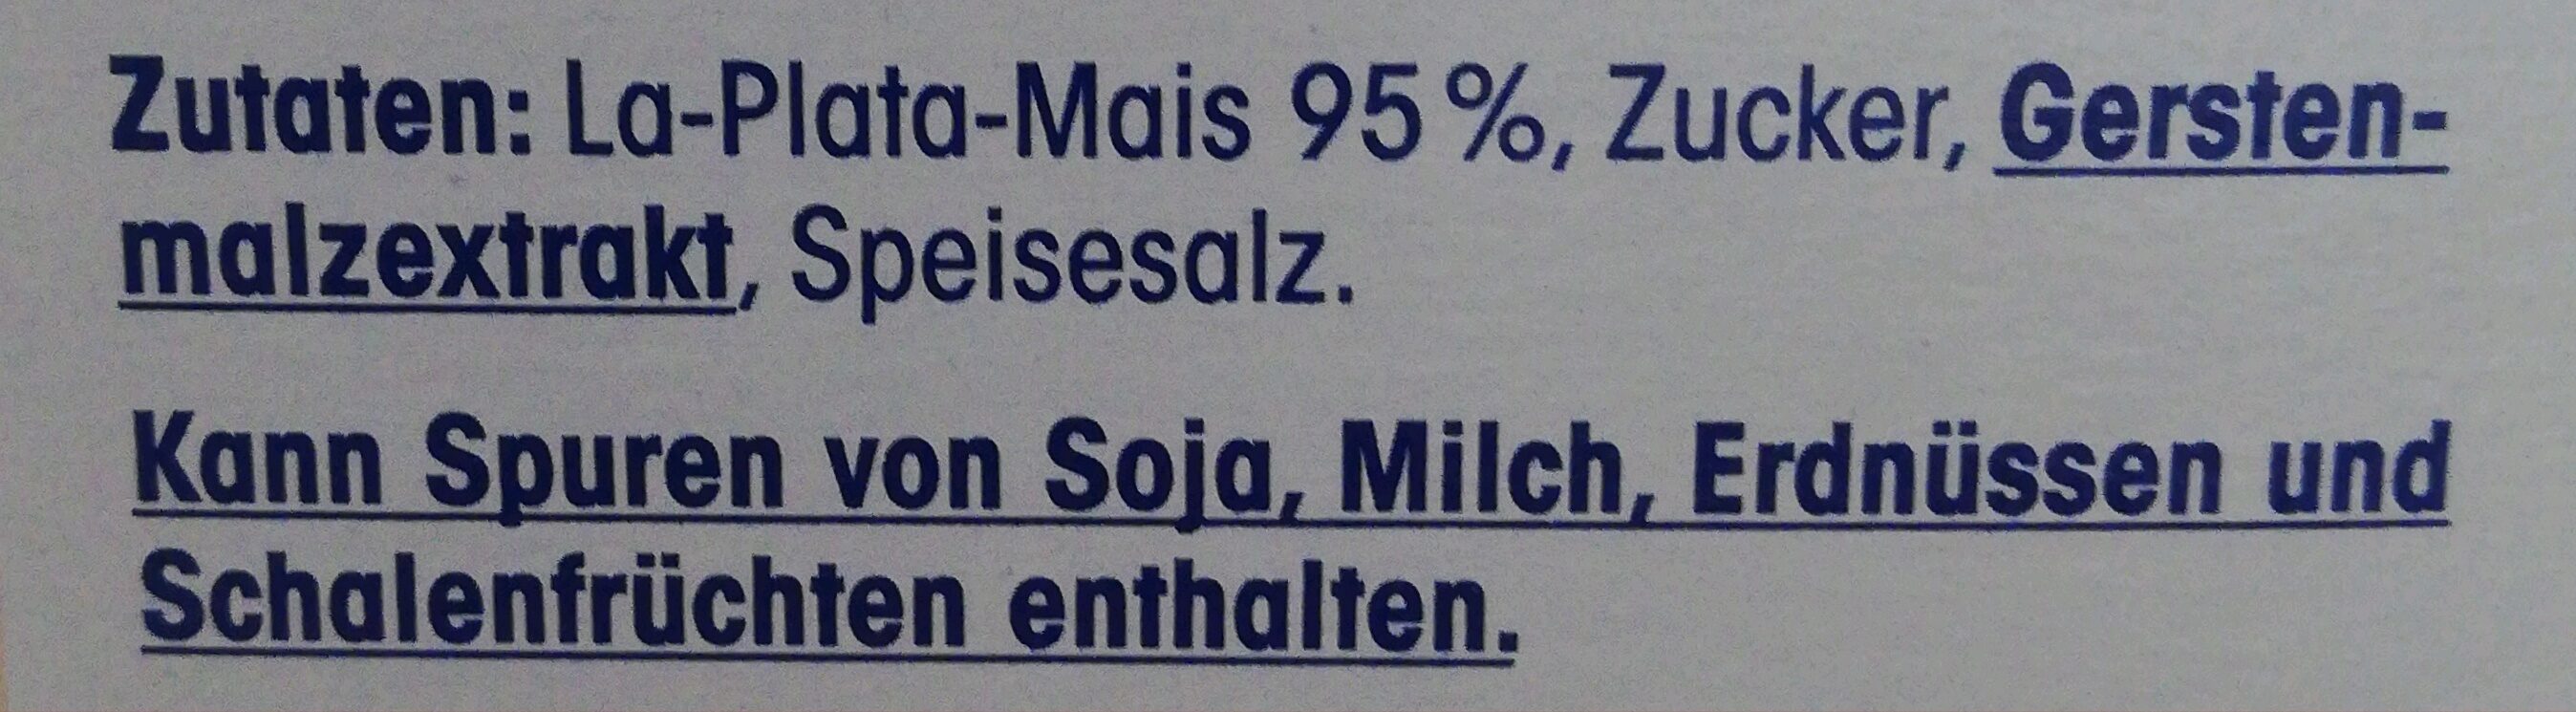 Zutaten: La-Plata-Mais 95 %, Zucker, Gersten-
malzextrakt, Speisesalz.
Kann Spuren von Soja, Milch, Erdnüssen und
Schalenfrüchten enthalten.